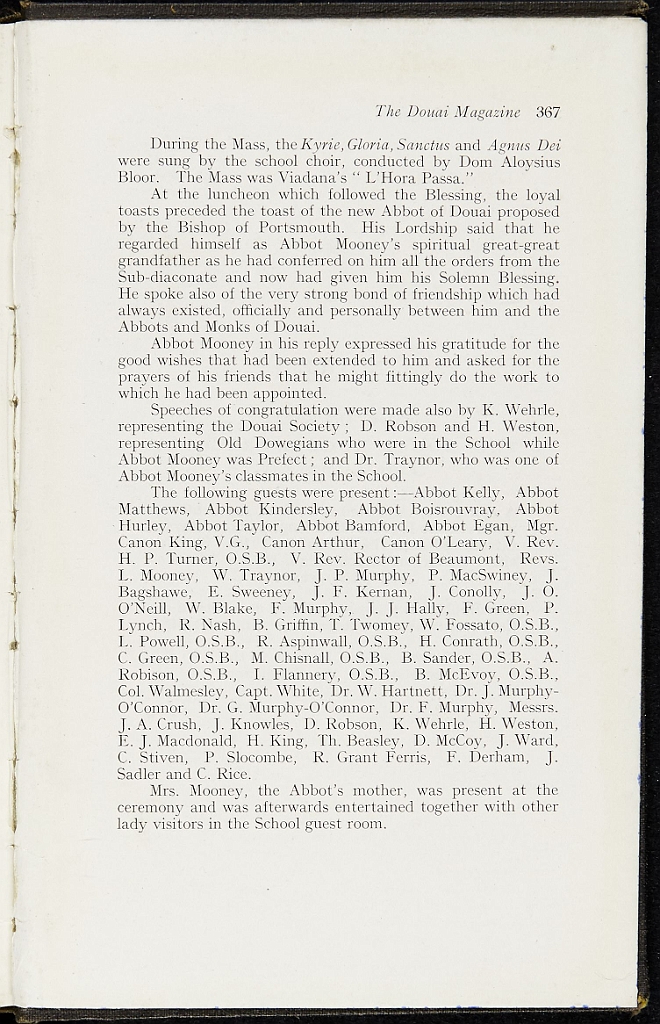 The Douai Magazine 367
During the Mass, the Kyrie, Gloria, Sanctus and Agnus Dei
were sung by the school choir, conducted by Dom Aloysius
Bloor. The Mass was Viadana's " L'Hora Passa."
At the luncheon which followed the Blessing, the loyal
toasts preceded the toast of the new Abbot of Douai proposed
by the Bishop of Portsmouth. His Lordship said that he
regarded himself as Abbot Mooney's spiritual great-great
grandfather as he had conferred on him all the orders from the
Sub-diaconate and now had given him his Solemn Blessing.
He spoke also of the very strong bond of friendship which had
always existed, officially and personally between him and the
Abbots and Monks of Douai.
Abbot Mooney in his reply expressed his gratitude for the
good wishes that had been extended to him and asked for the
prayers of his friends that he might fittingly do the work to
which he had been appointed.
Speeches of congratulation were made also by K. Wehrle,
representing the Douai Society ; D. Robson and H. Weston,
representing Old Dowegians who were in the School while
Abbot Mooney was Prefect ; and Dr. Traynor, who was one of
Abbot Mooney's classmates in the School.
The following guests were present :—Abbot Kelly, Abbot
Matthews, Abbot Kindersley, Abbot Boisrouvray, Abbot
Hurley, Abbot Taylor, Abbot Bamford, Abbot Egan, Mgr.
Canon King, V.G., Canon Arthur, Canon O'Leary, V. Rev.
H. P. Turner, O.S.B., V. Rev. Rector of Beaumont, Revs.
L. Mooney, W. Traynor, J. P. Murphy, P. MacSwiney, J.
Bagshawe, E. Sweeney, J. F. Kernan, J. Conolly, J. O.
O'Neill, W. Blake, F. Murphy, J. J. Hally, F. Green, P.
Lynch, R. Nash, B. Griffin, T. Twomey, W. Fossato, O.S.B.,
L. Powell, O.S.B., R. Aspinwall, O.S.B., H. Conrath, O.S.B.,
C. Green, O.S.B., M. Chisnall, O.S.B., B. Sander, O.S.B., A.
Robison, O.S.B., I. Flannery, O.S.B., B. McEvoy, O.S.B.,
Col. Walmesley, Capt. White, Dr. W. Hartnett, Dr. J. Murphy-
O'Connor, Dr. G. Murphy-O'Connor, Dr. F. Murphy, Messrs.
J. A. Crush, J. Knowles, D. Robson, K. Wehrle, H. Weston,
E. J. Macdonald, H. King, Th. Beasley, D. McCoy, J. Ward,
C. Stiven, P. Slocombe, R. Grant Ferris, F. Derham, J.
Sadler and C. Rice.
Mrs. Mooney, the Abbot's mother, was present at the
ceremony and was afterwards entertained together with other
lady visitors in the School guest room.